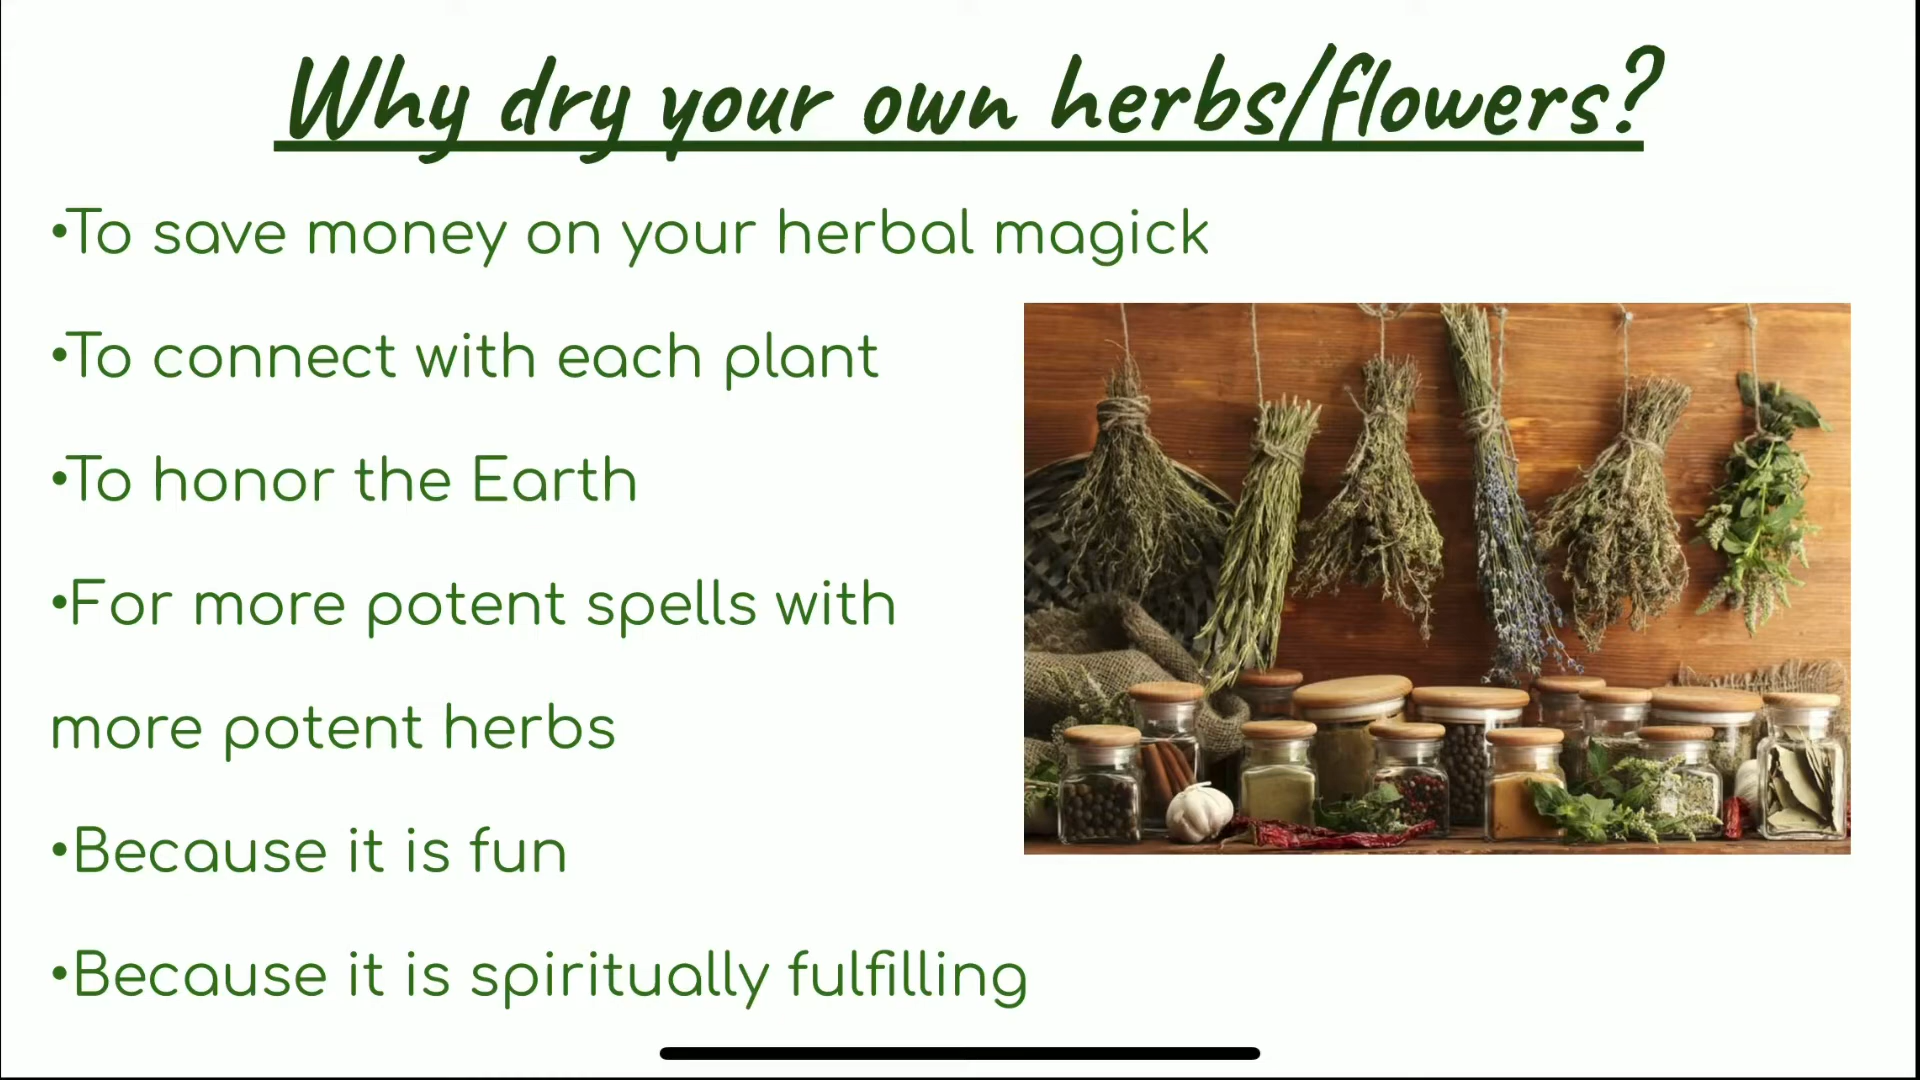 Why dry your own herbs/flowers?
•To save money on your herbal magick
•To connect with each plant
•To honor the Earth
•For more potent spells with
more potent herbs
•Because it is fun
•Because it is spiritually fulfilling